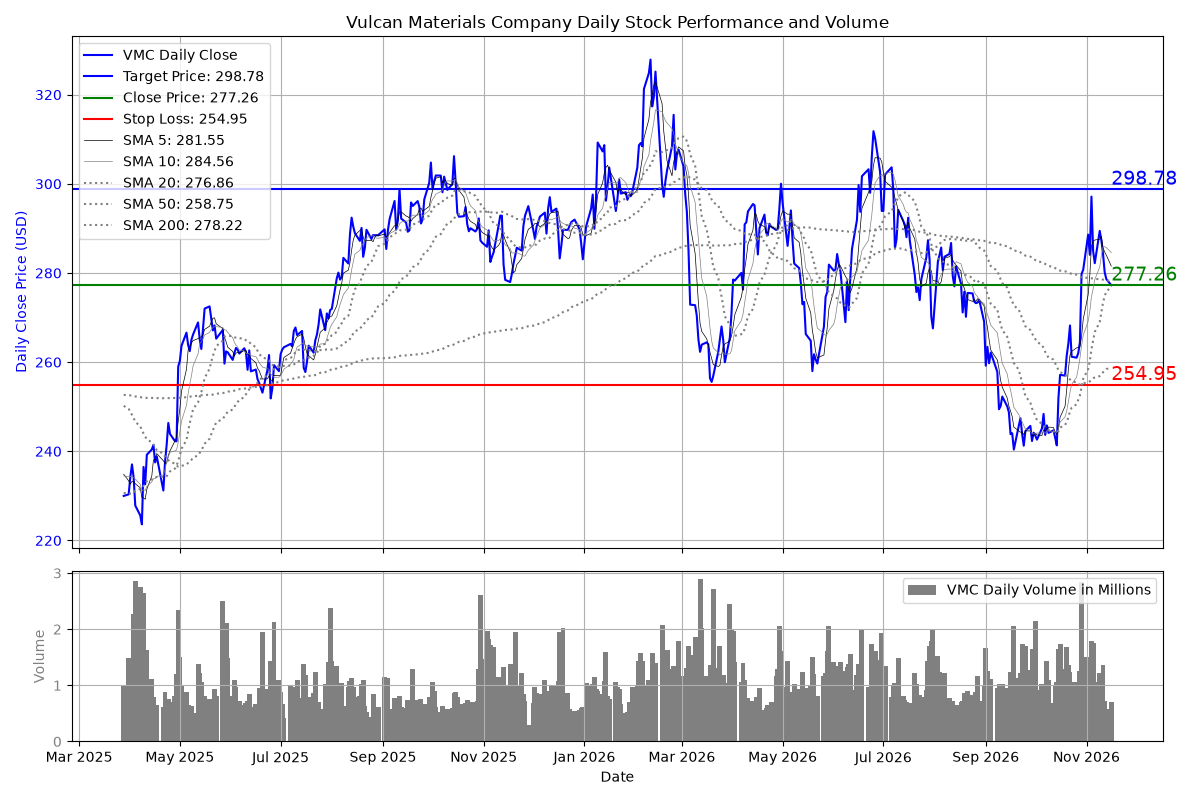 Vulcan Materials Company Daily Stock Performance and Volume
VMC Daily Close
Target Price: 298.78
Close Price: 277.26
Stop Loss: 254.95
SMA 5: 281.55
SMA 10: 284.56
SMA 20: 276.86
SMA 50: 258.75
SMA 200: 278.22
Daily Close Price (USD)
320
300
280
260
240
220
298.78
277.26
254.95
VMC Daily Volume in Millions
Volume
3
2
1
0
Mar 2025 May 2025 Jul 2025 Sep 2025 Nov 2025 Jan 2026 Mar 2026 May 2026 Jul 2026 Sep 2026 Nov 2026
Date